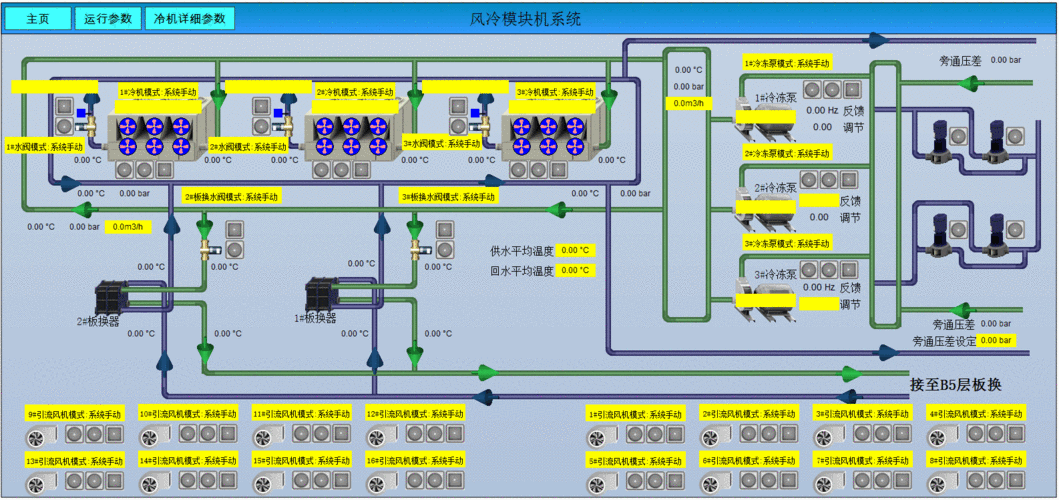 主页 运行参数 冷机详细参数 风冷模块机系统
1#冷机模式:系统手动 2#冷机模式:系统手动 3#冷机模式:系统手动
1#水阀模式:系统手动 2#水阀模式:系统手动 3#水阀模式:系统手动
0.00 °C 0.00 °C 0.00 °C 0.00 °C 0.00 °C 0.00 °C
0.00 °C 0.00 bar 0.00 °C 0.00 bar
2#板换水阀模式:系统手动 3#板换水阀模式:系统手动
0.00 °C 0.00 bar 0.0m3/h
0.00 °C
0.00 bar
0.0m3/h
1#冷冻泵模式:系统手动
1#冷冻泵
0.00 Hz 反馈
0.00 调节
2#冷冻泵模式:系统手动
2#冷冻泵
反馈
0.00 调节
3#冷冻泵模式:系统手动
3#冷冻泵
0.00 Hz 反馈
调节
旁通压差 0.00 bar
供水平均温度 0.00 °C
回水平均温度 0.00 °C
0.00 °C 0.00 °C 0.00 °C 0.00 °C
2#板换器 1#板换器
0.00 °C 0.00 °C 0.00 °C 0.00 °C
旁通压差 0.00 bar
旁通压差设定 0.00 bar
接至B5层板换
9#引流风机模式:系统手动 10#引流风机模式:系统手动 11#引流风机模式:系统手动 12#引流风机模式:系统手动 1#引流风机模式:系统手动 2#引流风机模式:系统手动 3#引流风机模式:系统手动 4#引流风机模式:系统手动
13#引流风机模式:系统手动 14#引流风机模式:系统手动 15#引流风机模式:系统手动 16#引流风机模式:系统手动 5#引流风机模式:系统手动 6#引流风机模式:系统手动 7#引流风机模式:系统手动 8#引流风机模式:系统手动